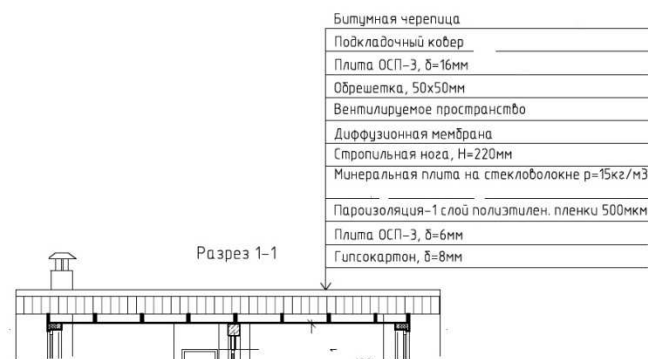 Битумная черепица
Подкладочный ковер
Плита ОСП-3, δ=16мм
Обрешетка, 50х50мм
Вентилируемое пространство
Диффузионная мембрана
Стропильная нога, Н=220мм
Минеральная плита на стекловолокне р=15кг/м3
Пароизоляция-1 слой полиэтилен. пленки 500мкм
Плита ОСП-3, δ=6мм
Гипсокартон, δ=8мм
Разрез 1-1